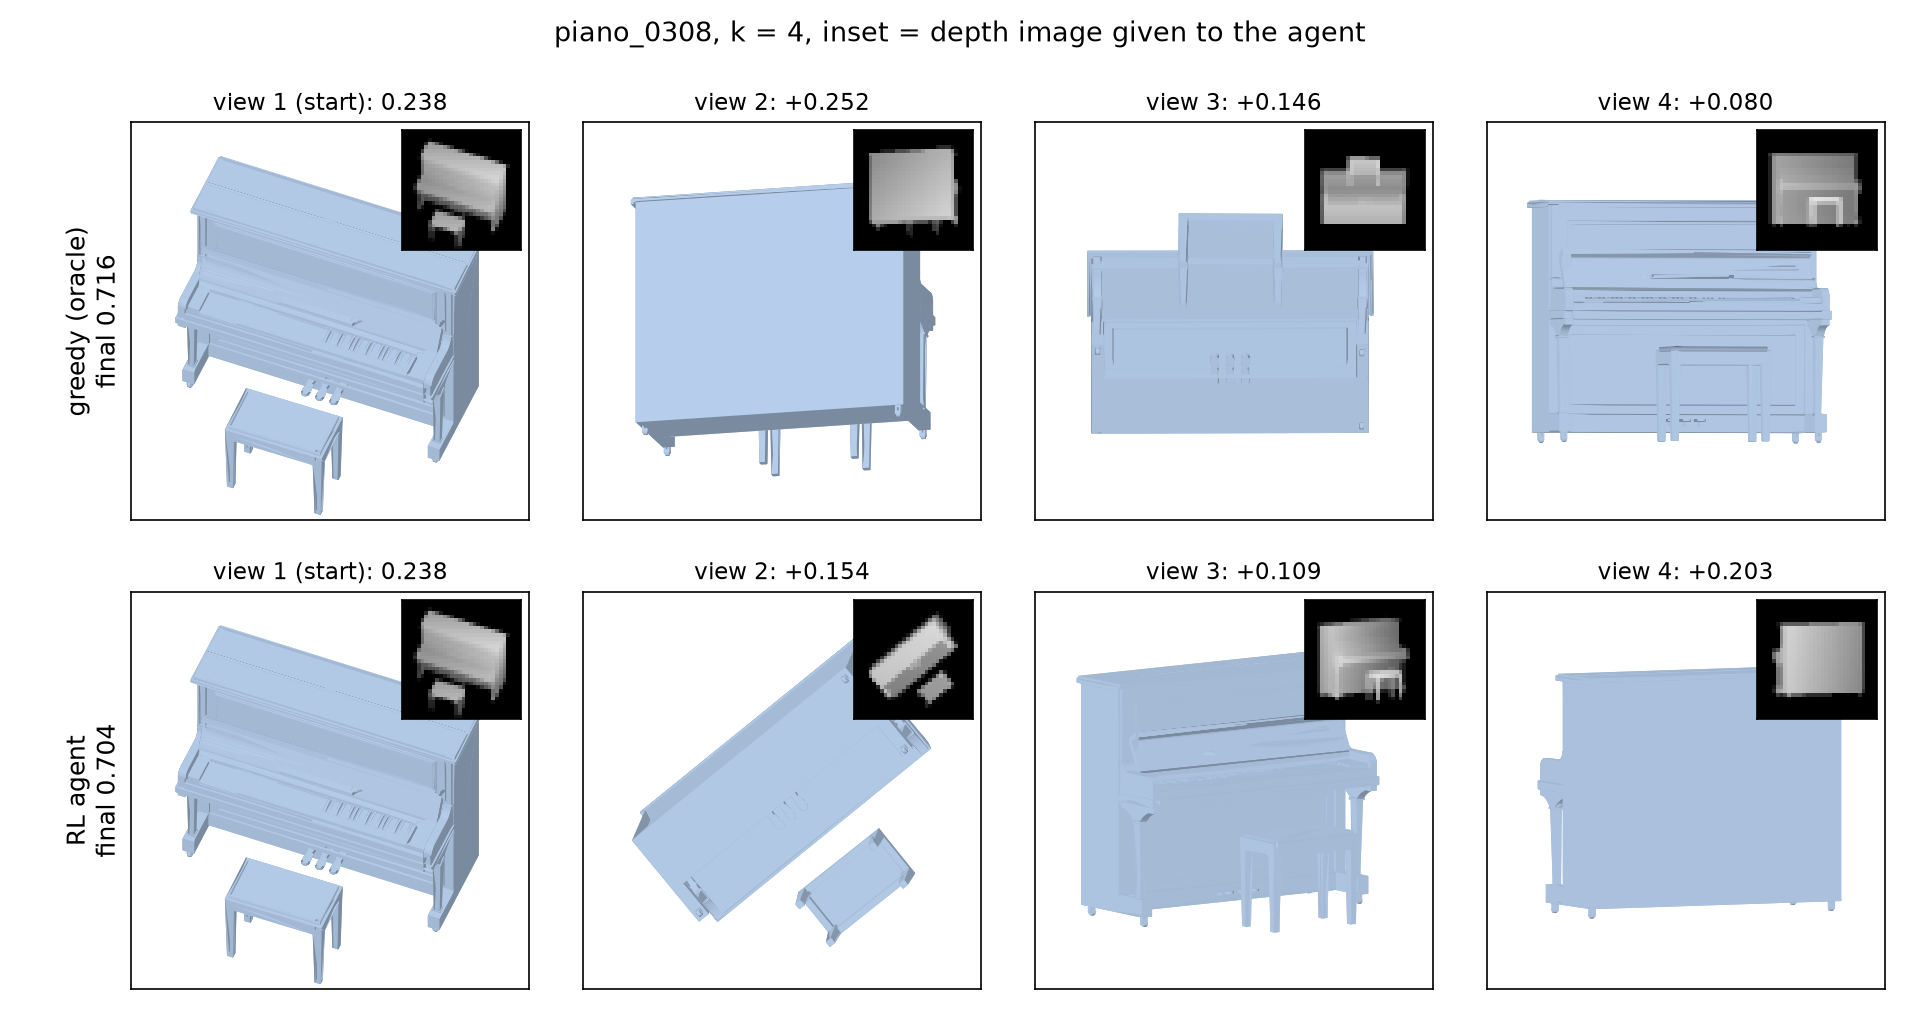 piano_0308, k = 4, inset = depth image given to the agent
view 1 (start): 0.238
view 2: +0.252
view 3: +0.146
view 4: +0.080
greedy (oracle)
final 0.716
view 1 (start): 0.238
view 2: +0.154
view 3: +0.109
view 4: +0.203
RL agent
final 0.704